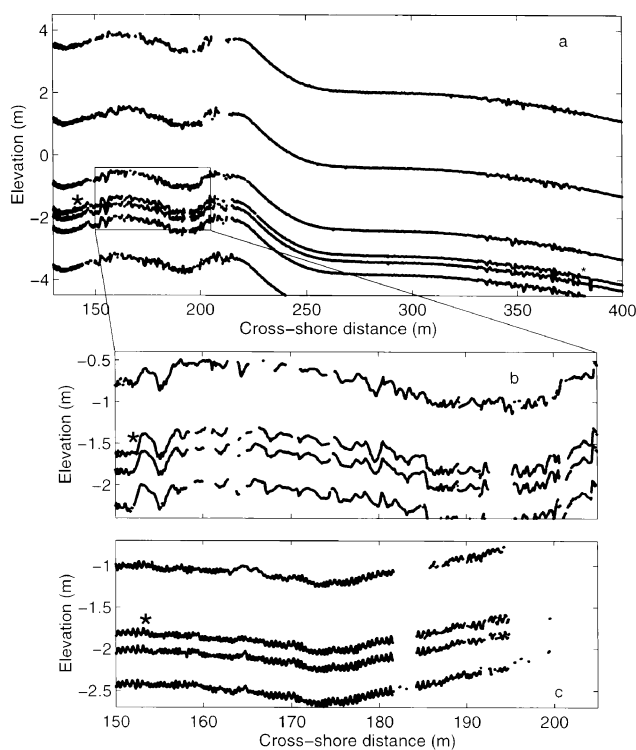 4
2
0
−2
−4
Elevation (m)
a
*
*
150 200 250 300 350 400
Cross−shore distance (m)
−0.5
−1
−1.5
−2
Elevation (m)
b
*
−1
−1.5
−2
−2.5
Elevation (m)
*
c
150 160 170 180 190 200
Cross−shore distance (m)